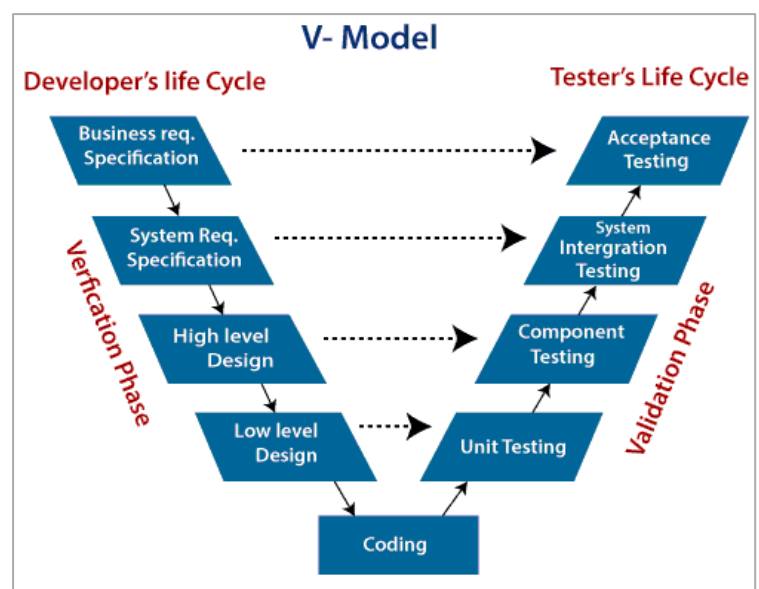 V- Model
Developer's life Cycle
Tester's Life Cycle
Business req.
Specification
Acceptance
Testing
System Req.
Specification
System
Intergration
Testing
Verfication Phase
High level
Design
Component
Testing
Validation Phase
Low level
Design
Unit Testing
Coding